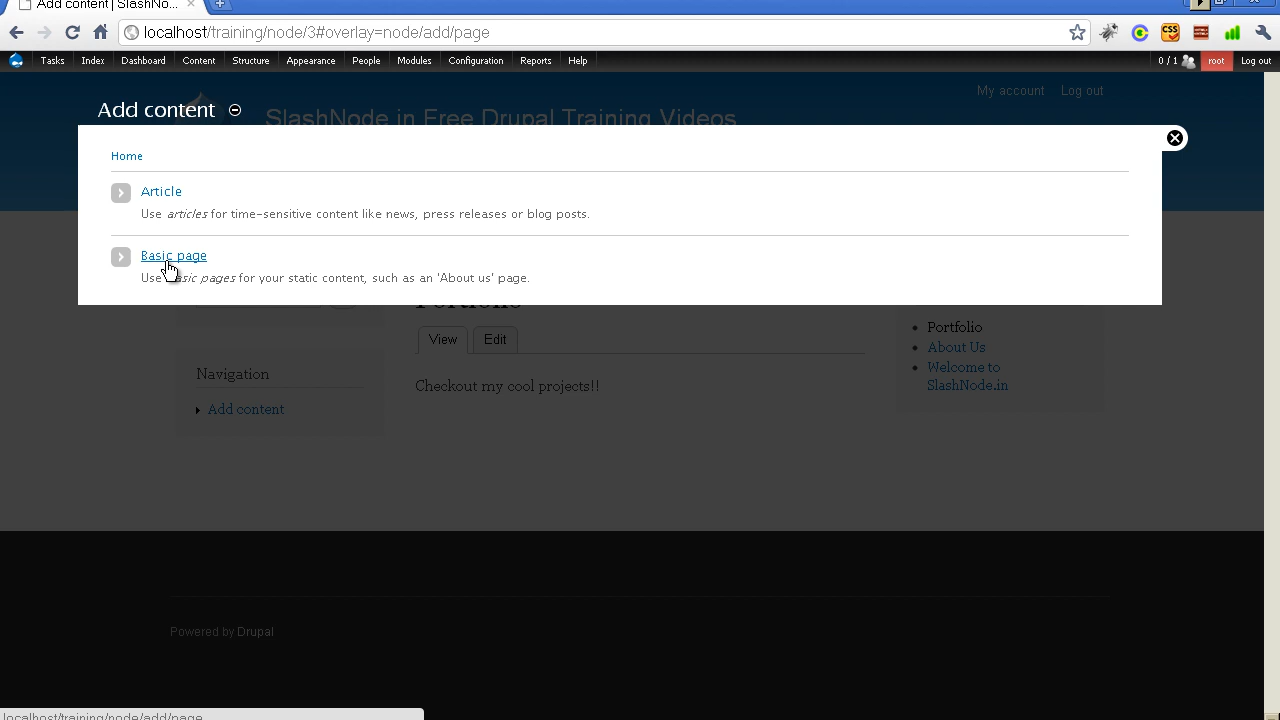 Add content | SlashNo...
localhost/training/node/3#overlay=node/add/page
Tasks Index Dashboard Content Structure Appearance People Modules Configuration Reports Help 0 / 1 root Log out
My account Log out
Add content
SlashNode in Free Drupal Training Videos
Home
Article
Use articles for time-sensitive content like news, press releases or blog posts.
Basic page
Use basic pages for your static content, such as an 'About us' page.
Portfolio
View Edit
Checkout my cool projects!!
Navigation
Add content
Portfolio
About Us
Welcome to
SlashNode.in
Powered by Drupal
localhost/training/node/add/page